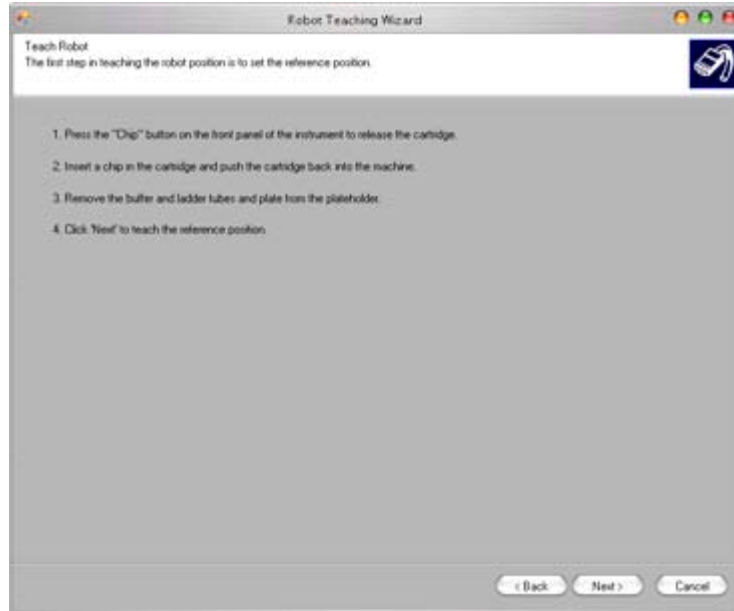 Robot Teaching Wizard
Teach Robot
The first step in teaching the robot position is to set the reference position.
1. Press the "Chip" button on the front panel of the instrument to release the cartridge.
2. Insert a chip in the cartridge and push the cartridge back into the machine.
3. Remove the buffer and ladder tubes and plate from the plateholder.
4. Click 'Next' to teach the reference position.
< Back
Next >
Cancel